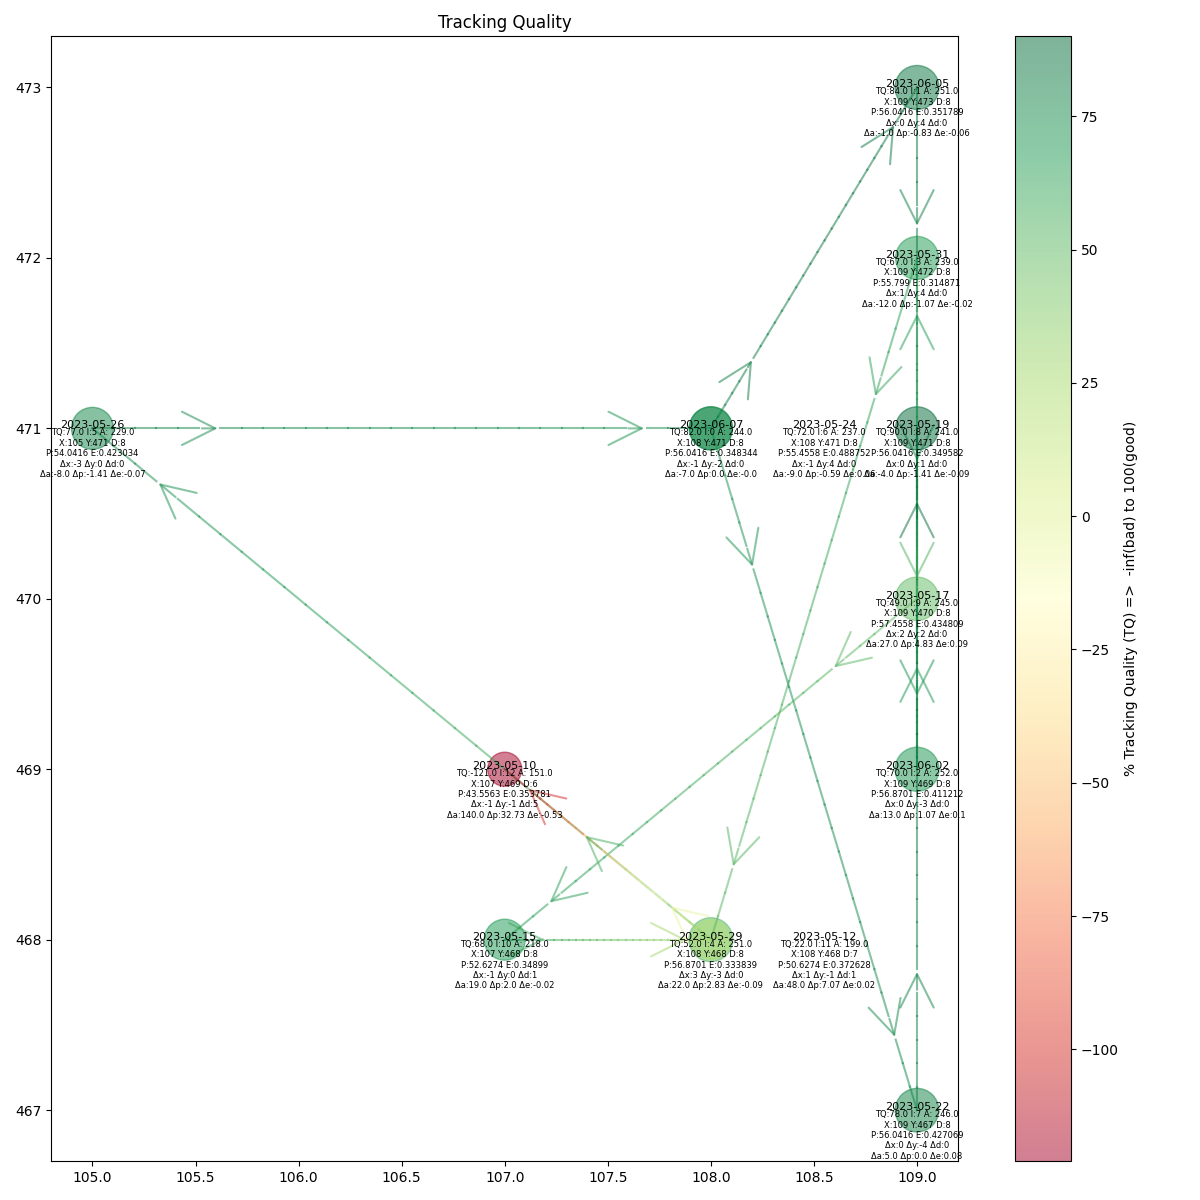 Tracking Quality
473
472
471
470
469
468
467
105.0
105.5
106.0
106.5
107.0
107.5
108.0
108.5
109.0
2023-06-05
TQ:84.0 I:1 A: 251.0
X:109 Y:473 D:8
P:56.0416 E:0.351789
Δx:0 Δy:4 Δd:0
Δa:-1.0 Δp:-0.83 Δe:-0.06
2023-05-31
TQ:67.0 I:3 A: 239.0
X:109 Y:472 D:8
P:55.799 E:0.314871
Δx:1 Δy:4 Δd:0
Δa:-12.0 Δp:-1.07 Δe:-0.02
2023-05-26
TQ:77.0 I:5 A: 229.0
X:105 Y:471 D:8
P:54.0416 E:0.423034
Δx:-3 Δy:0 Δd:0
Δa:-8.0 Δp:-1.41 Δe:-0.07
2023-06-07
TQ:82.0 I:0 A: 244.0
X:108 Y:471 D:8
P:56.0416 E:0.348344
Δx:-1 Δy:-2 Δd:0
Δa:-7.0 Δp:0.0 Δe:-0.0
2023-05-24
TQ:72.0 I:6 A: 237.0
X:108 Y:471 D:8
P:55.4558 E:0.488752
Δx:-1 Δy:4 Δd:0
Δa:-9.0 Δp:-0.59 Δe:0.06
2023-05-19
TQ:90.0 I:8 A: 241.0
X:109 Y:471 D:8
P:56.0416 E:0.349582
Δx:0 Δy:1 Δd:0
Δa:-4.0 Δp:-1.41 Δe:-0.09
2023-05-17
TQ:49.0 I:9 A: 245.0
X:109 Y:470 D:8
P:57.4558 E:0.434809
Δx:2 Δy:2 Δd:0
Δa:27.0 Δp:4.83 Δe:0.09
2023-05-10
TQ:-121.0 I:12 A: 151.0
X:107 Y:469 D:6
P:43.5563 E:0.353781
Δx:-1 Δy:-1 Δd:5
Δa:140.0 Δp:32.73 Δe:-0.53
2023-06-02
TQ:70.0 I:2 A: 252.0
X:109 Y:469 D:8
P:56.8701 E:0.411212
Δx:0 Δy:-3 Δd:0
Δa:13.0 Δp:1.07 Δe:0.1
2023-05-15
TQ:68.0 I:10 A: 218.0
X:107 Y:468 D:8
P:52.6274 E:0.34899
Δx:-1 Δy:0 Δd:1
Δa:19.0 Δp:2.0 Δe:-0.02
2023-05-29
TQ:52.0 I:4 A: 251.0
X:108 Y:468 D:8
P:56.8701 E:0.333839
Δx:3 Δy:-3 Δd:0
Δa:22.0 Δp:2.83 Δe:-0.09
2023-05-12
TQ:22.0 I:11 A: 199.0
X:108 Y:468 D:7
P:50.6274 E:0.372628
Δx:1 Δy:-1 Δd:1
Δa:48.0 Δp:7.07 Δe:0.02
2023-05-22
TQ:78.0 I:7 A: 246.0
X:109 Y:467 D:8
P:56.0416 E:0.427069
Δx:0 Δy:-4 Δd:0
Δa:5.0 Δp:0.0 Δe:0.08
75
50
25
0
−25
−50
−75
−100
% Tracking Quality (TQ) => -inf(bad) to 100(good)